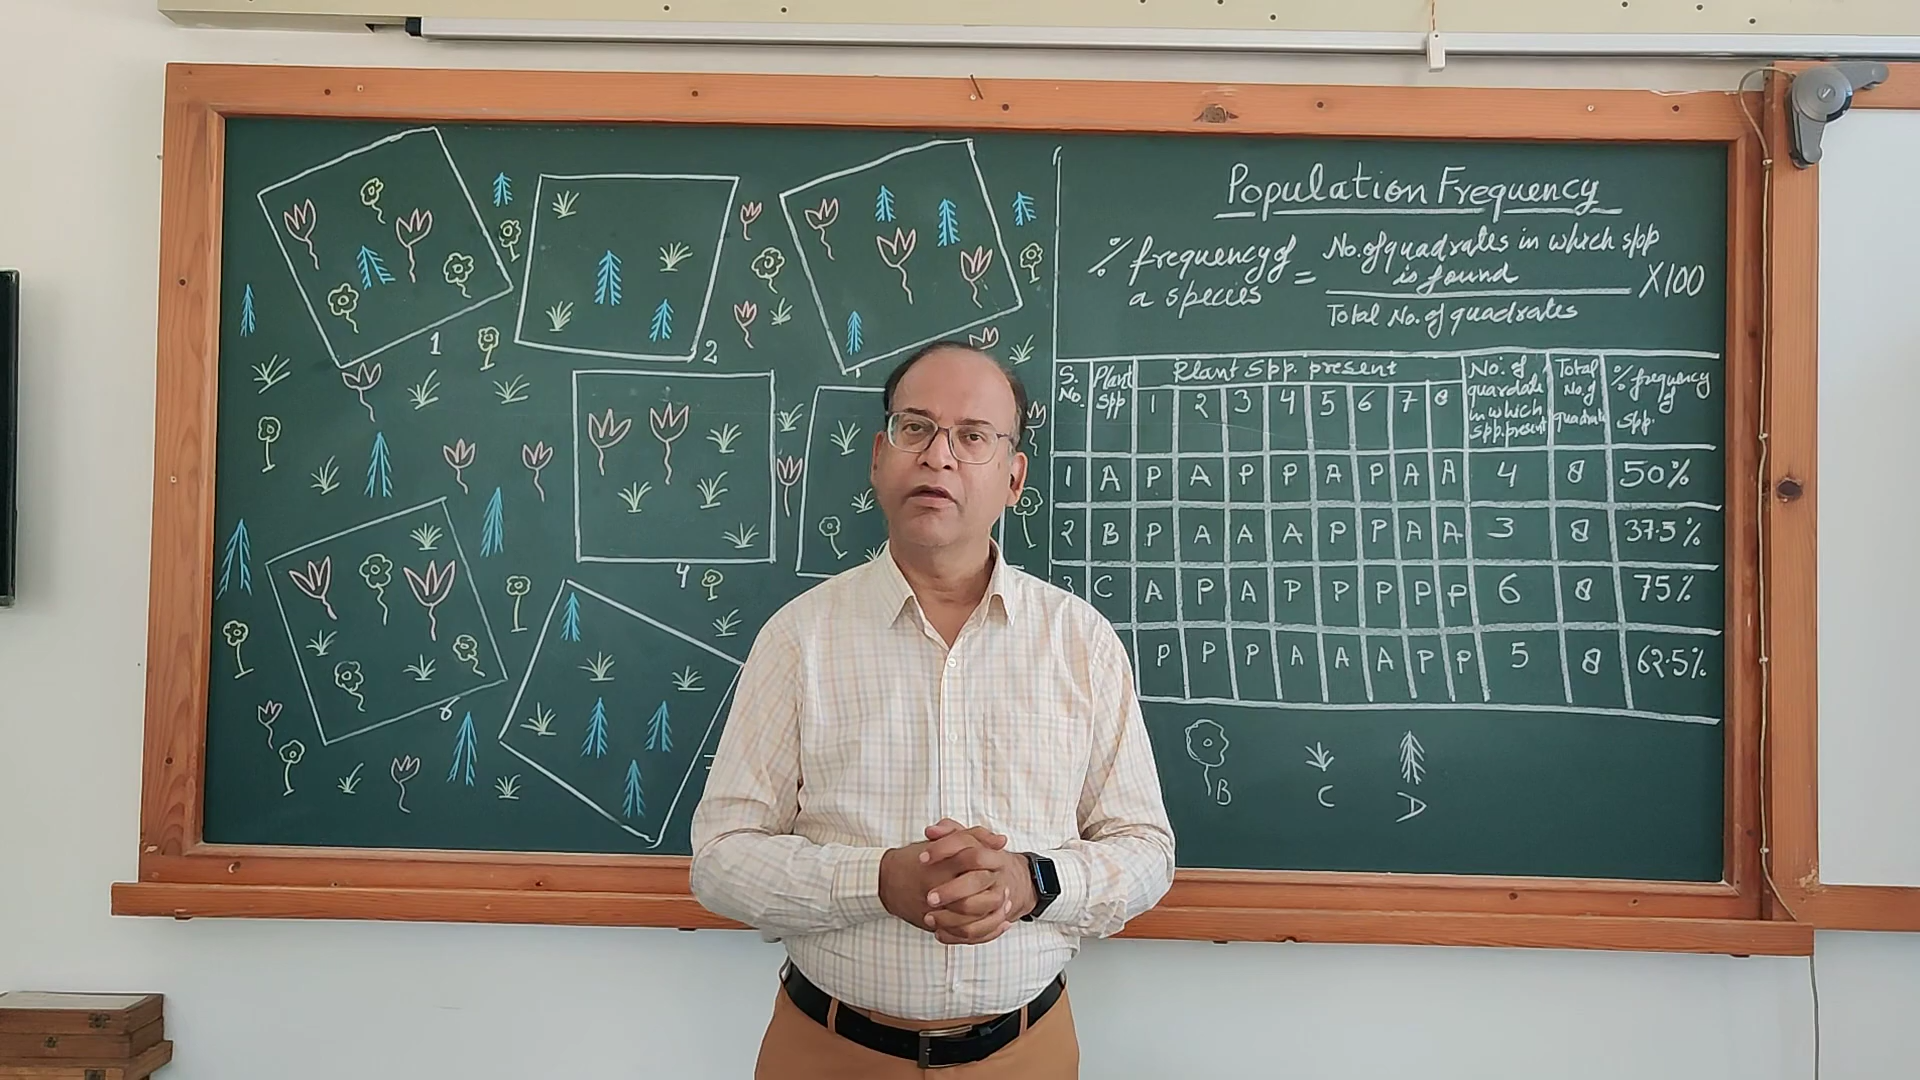 1
2
4
6
Population Frequency
% frequency of a species = No. of quadrates in which spp is found / Total No. of quadrates X100
S. No. Plant Spp Plant Spp. present No. of quardate in which spp. present Total No. of quadrate % frequency of spp.
1 2 3 4 5 6 7 8
1 A P A P P A P A A 4 8 50%
2 B P A A A P P A A 3 8 37.5%
3 C A P A P P P P P 6 8 75%
P P P A A A P P 5 8 62.5%
B C D